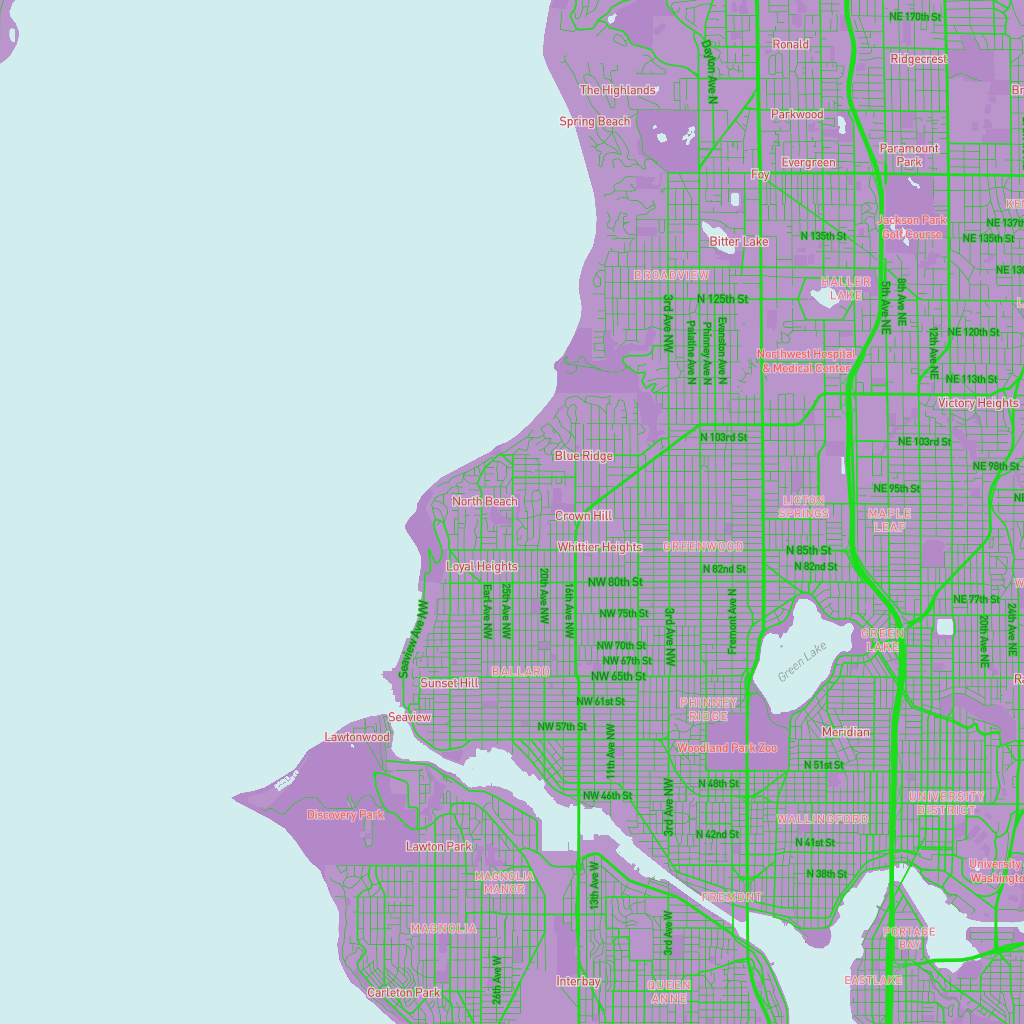 NE 170th St
Ronald
Dayton Ave N
Ridgecrest
The Highlands
Br
Parkwood
Spring Beach
Paramount
Park
Evergreen
Foy
KEN
Jackson Park
Golf Course
NE 137th
N 135th St
NE 135th St
Bitter Lake
NE 130
BROADVIEW
HALLER
LAKE
8th Ave NE
5th Ave NE
N 125th St
3rd Ave NW
Palatine Ave N
Phinney Ave N
Evanston Ave N
12th Ave NE
NE 120th St
Northwest Hospital
& Medical Center
NE 113th St
Victory Heights
N 103rd St
NE 103rd St
Blue Ridge
NE 98th St
NE 95th St
North Beach
LICTON
SPRINGS
MAPLE
LEAF
Crown Hill
Whittier Heights
GREENWOOD
N 85th St
Loyal Heights
N 82nd St
N 82nd St
NW 80th St
Earl Ave NW
25th Ave NW
20th Ave NW
16th Ave NW
NE 77th St
NW 75th St
3rd Ave NW
Fremont Ave N
20th Ave NE
24th Ave NE
Seaview Ave NW
GREEN
LAKE
NW 70th St
Green Lake
NW 67th St
BALLARD
NW 65th St
Sunset Hill
Ra
NW 61st St
PHINNEY
RIDGE
Seaview
NW 57th St
Lawtonwood
11th Ave NW
Meridian
Woodland Park Zoo
N 51st St
N 48th St
NW 46th St
3rd Ave NW
UNIVERSITY
DISTRICT
Discovery Park
WALLINGFORD
N 42nd St
N 41st St
Lawton Park
University
Washington
MAGNOLIA
MANOR
13th Ave W
N 38th St
FREMONT
MAGNOLIA
3rd Ave W
PORTAGE
BAY
26th Ave W
Interbay
EASTLAKE
Carleton Park
QUEEN
ANNE